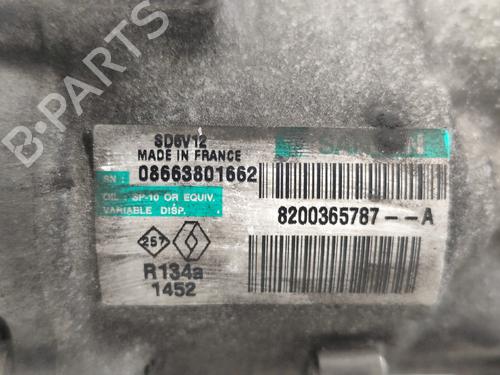 SD6V12
MADE IN FRANCE
SN: 08663801662
OIL : SP-10 OR EQUIV.
VARIABLE DISP.
8200365787--A
257
R134a
1452
B-PARTS